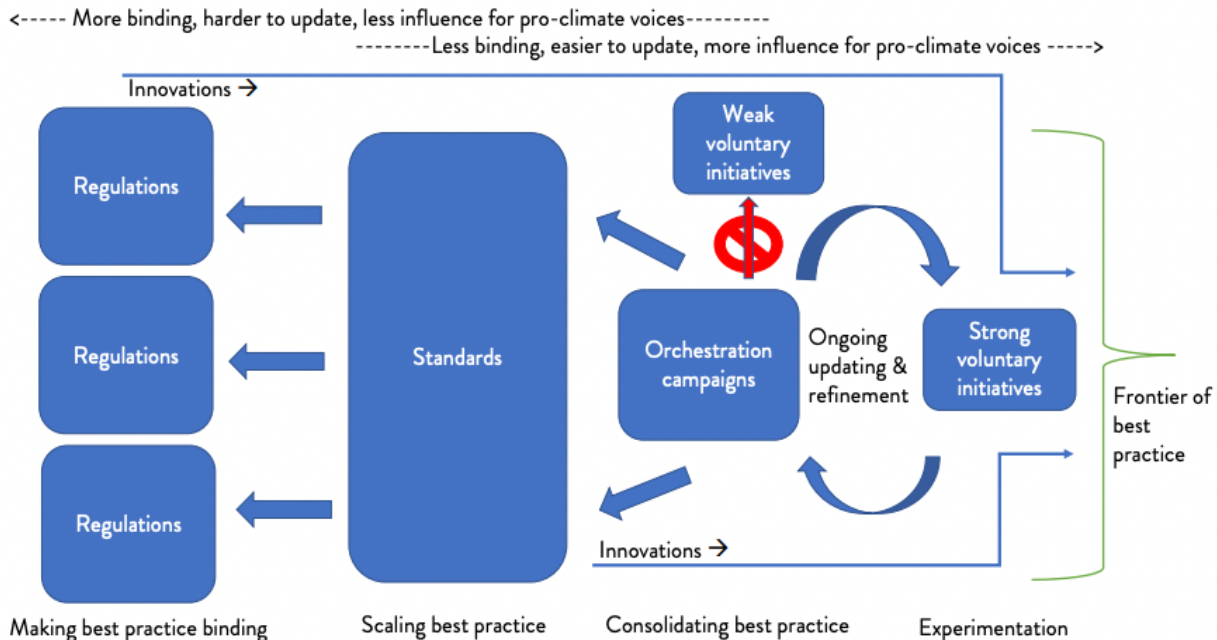 <----- More binding, harder to update, less influence for pro-climate voices---------
--------Less binding, easier to update, more influence for pro-climate voices ----->
Innovations →
Regulations
Weak
voluntary
initiatives
Standards
Regulations
Orchestration
campaigns
Ongoing
updating &
refinement
Strong
voluntary
initiatives
Frontier of
best
practice
Regulations
Innovations →
Making best practice binding
Scaling best practice
Consolidating best practice
Experimentation